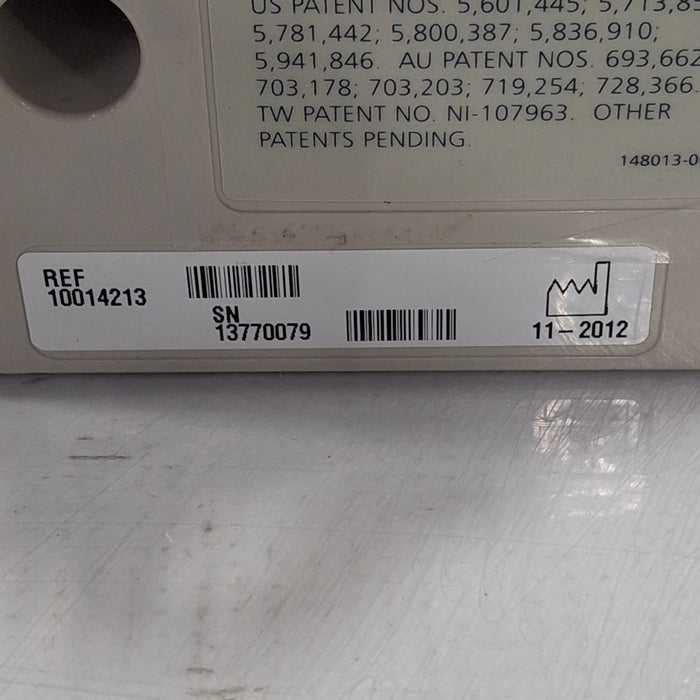 US PATENT NOS. 5,601,445; 5,713,85
5,781,442; 5,800,387; 5,836,910;
5,941,846. AU PATENT NOS. 693,662
703,178; 703,203; 719,254; 728,366.
TW PATENT NO. NI-107963. OTHER
PATENTS PENDING.
148013-0
REF
10014213
SN
13770079
11-2012